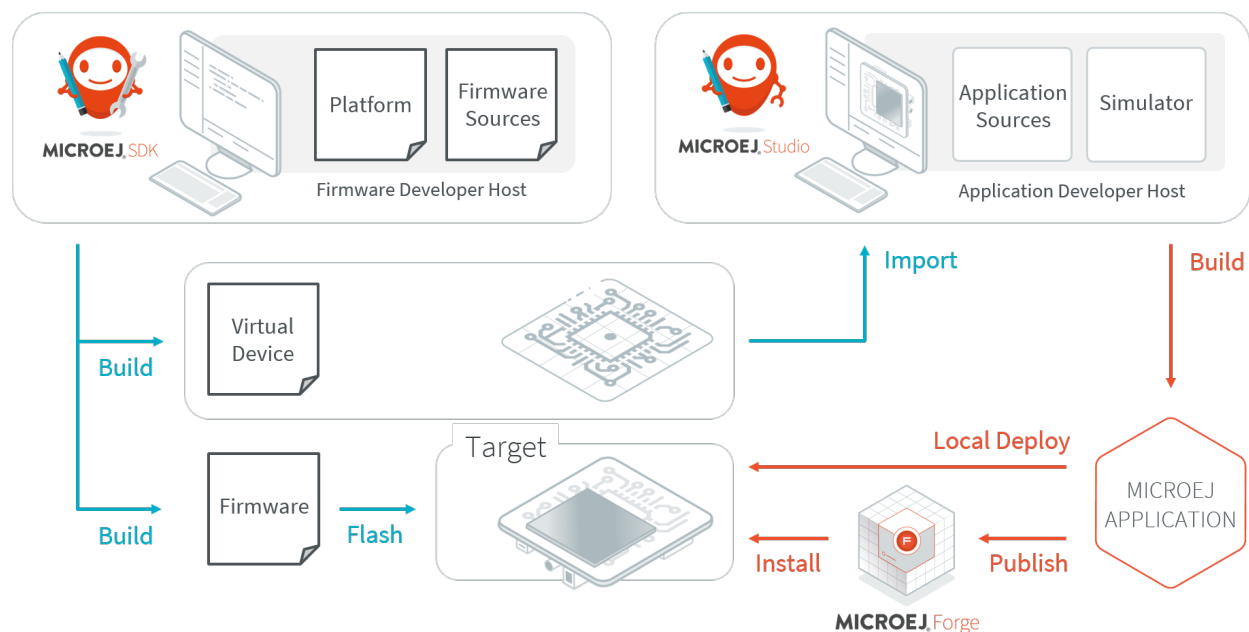 Platform
Firmware
Sources
MICROEJ. SDK
Firmware Developer Host
Application
Sources
Simulator
MICROEJ. Studio
Application Developer Host
Import
Build
Virtual
Device
Build
Target
Local Deploy
MICROEJ
APPLICATION
Firmware
Build
Flash
Install
Publish
F
MICROEJ. Forge